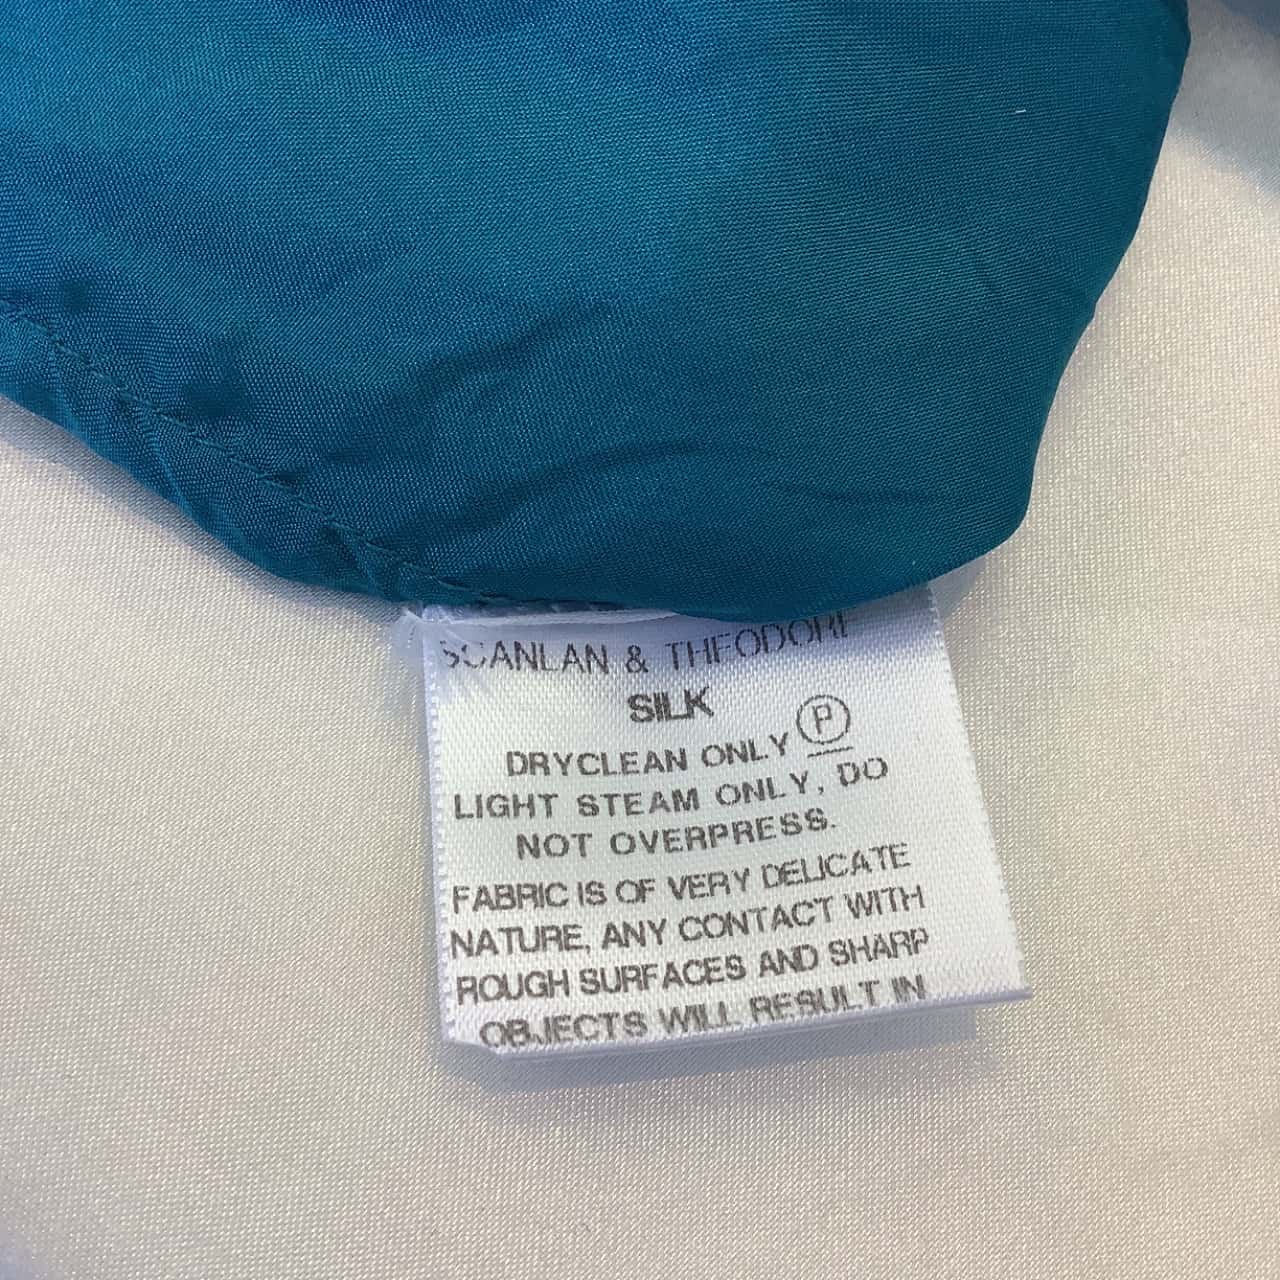 SCANLAN & THEODORE
SILK
DRYCLEAN ONLY P
LIGHT STEAM ONLY, DO
NOT OVERPRESS.
FABRIC IS OF VERY DELICATE
NATURE, ANY CONTACT WITH
ROUGH SURFACES AND SHARP
OBJECTS WILL RESULT IN